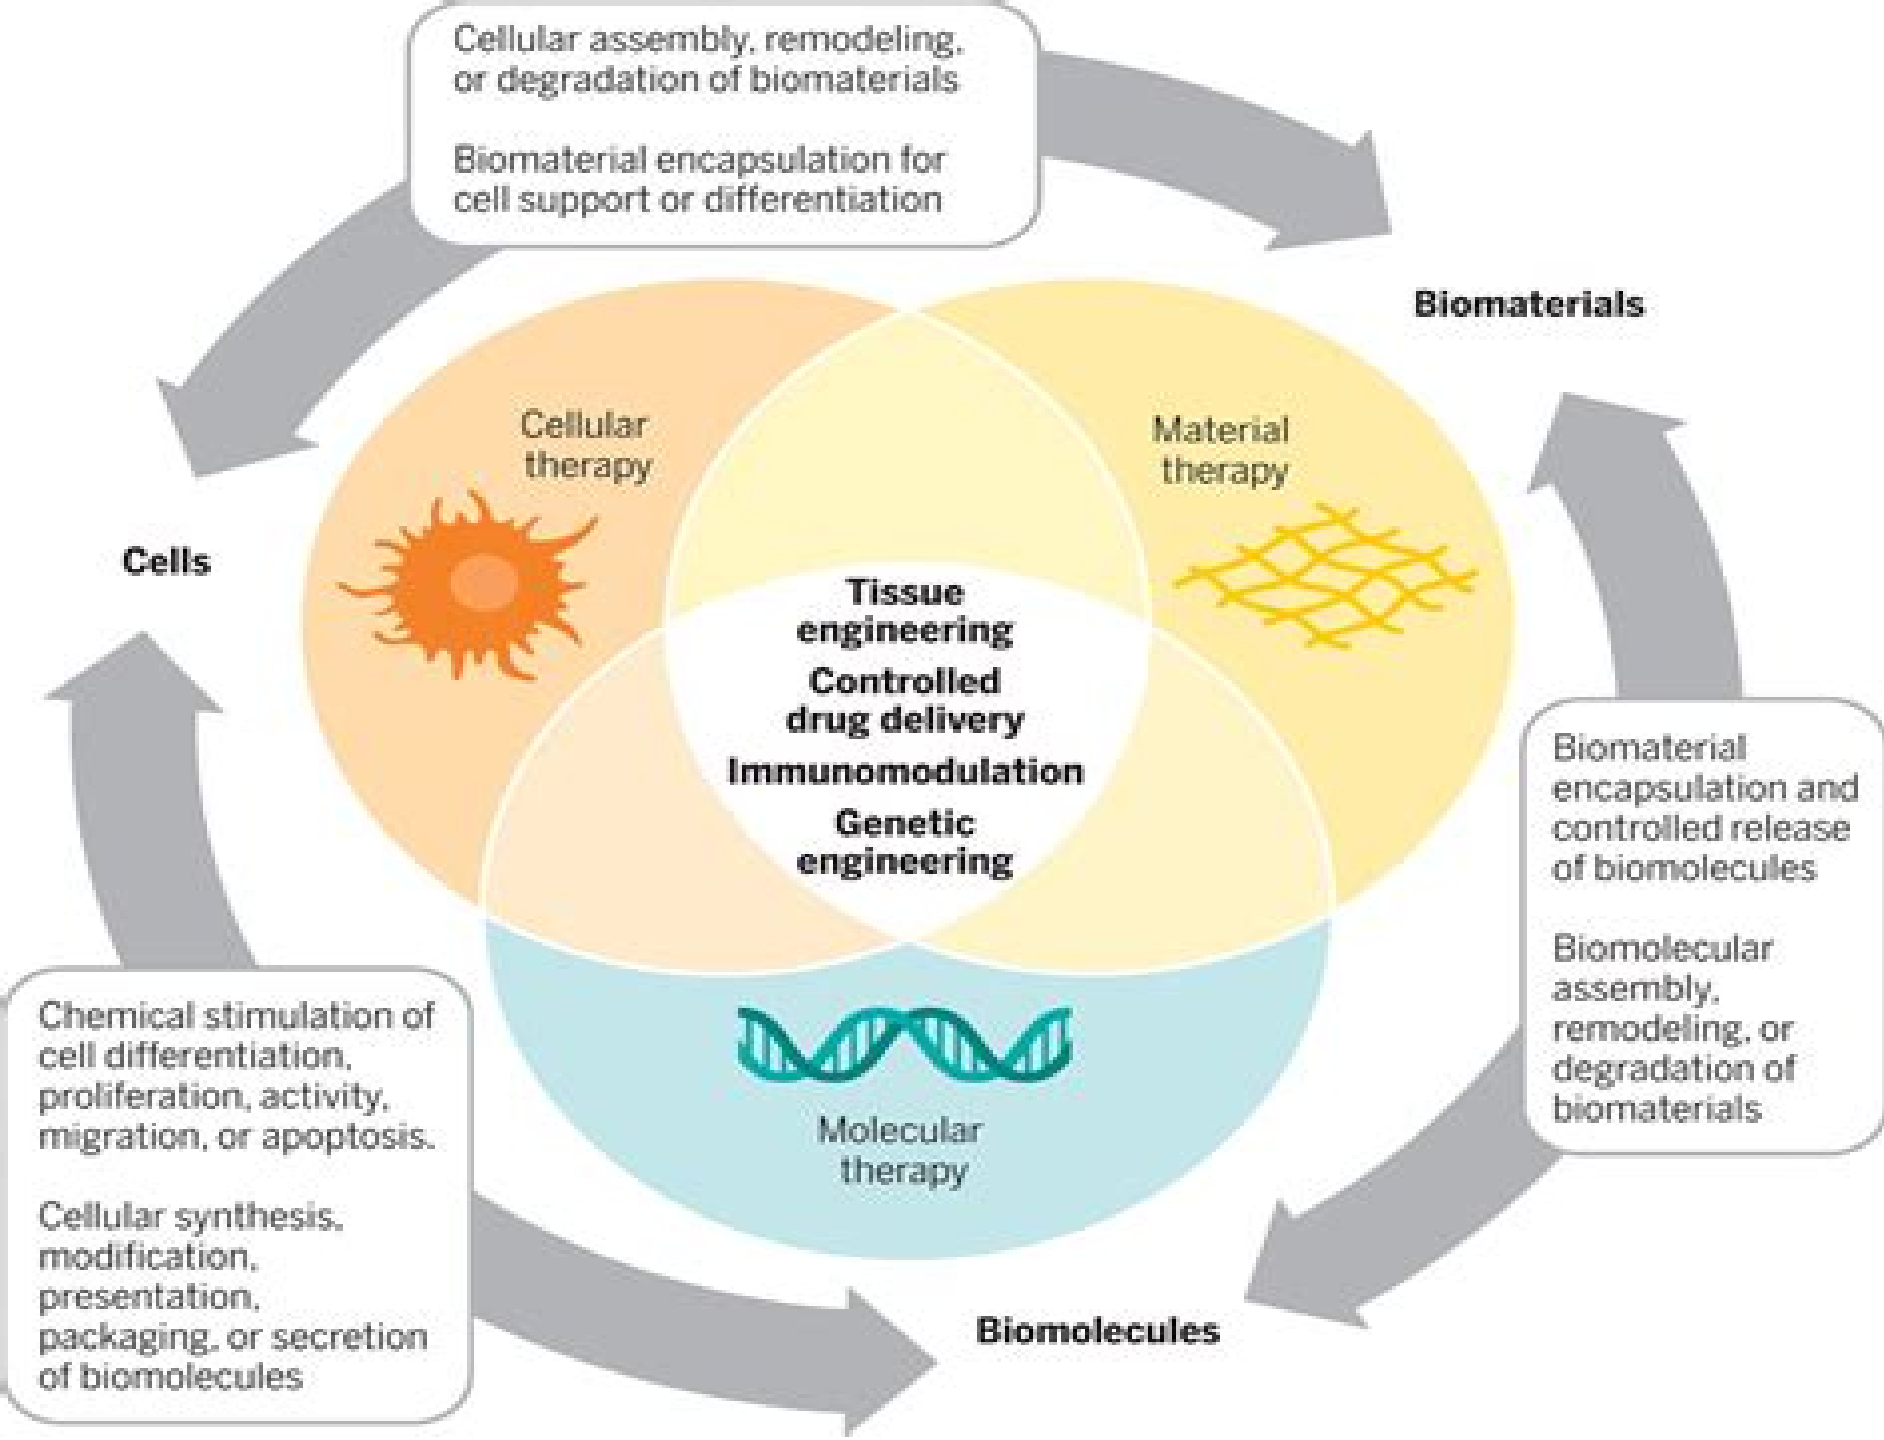 Cellular assembly, remodeling,
or degradation of biomaterials
Biomaterial encapsulation for
cell support or differentiation
Biomaterials
Cellular
therapy
Material
therapy
Cells
Tissue
engineering
Controlled
drug delivery
Immunomodulation
Genetic
engineering
Biomaterial
encapsulation and
controlled release
of biomolecules
Biomolecular
assembly,
remodeling, or
degradation of
biomaterials
Chemical stimulation of
cell differentiation,
proliferation, activity,
migration, or apoptosis.
Cellular synthesis,
modification,
presentation,
packaging, or secretion
of biomolecules
Molecular
therapy
Biomolecules